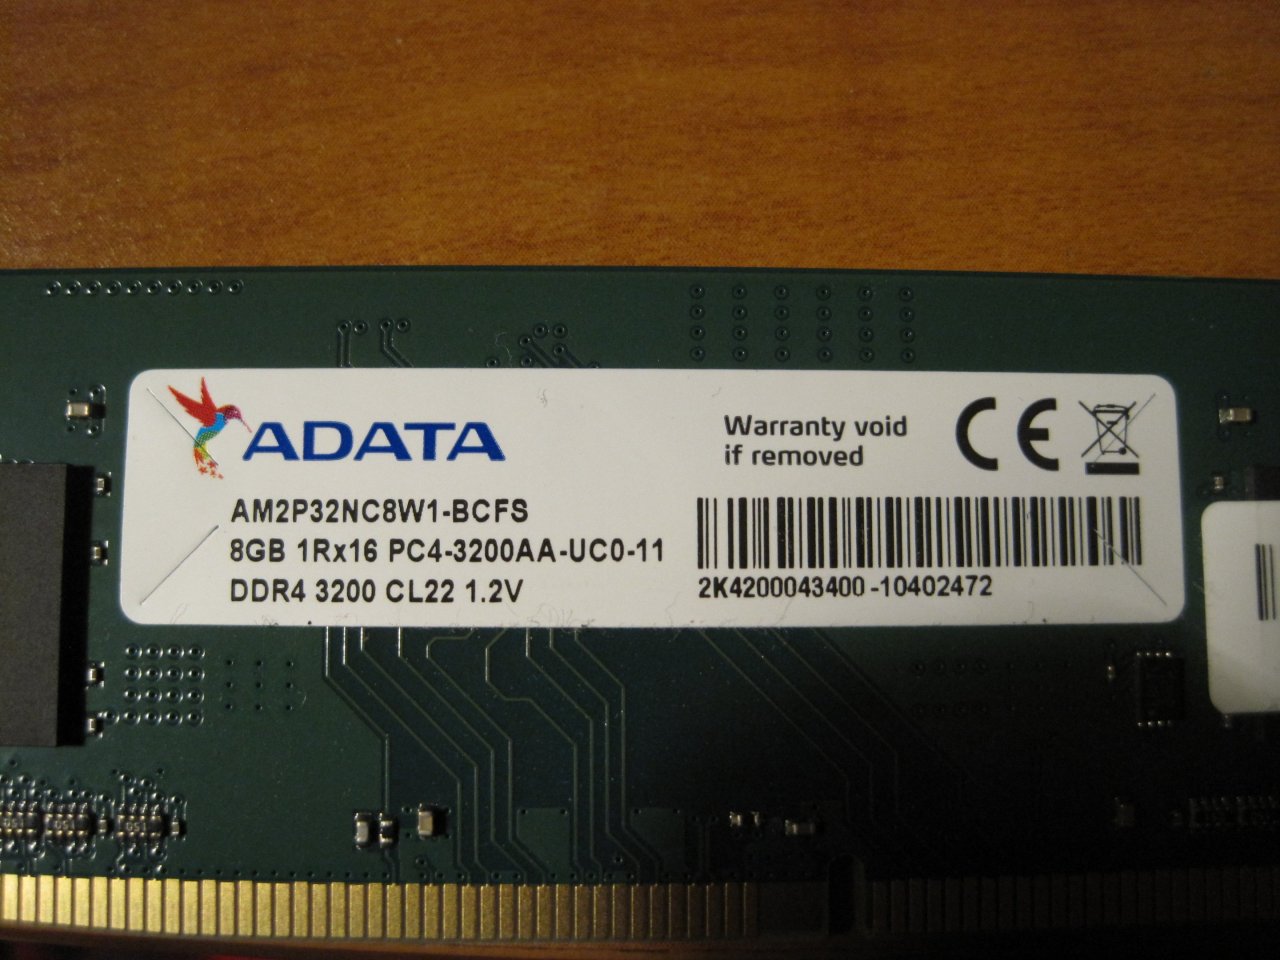 ADATA
Warranty void
if removed
CE
AM2P32NC8W1-BCFS
8GB 1Rx16 PC4-3200AA-UC0-11
DDR4 3200 CL22 1.2V
2K4200043400-10402472